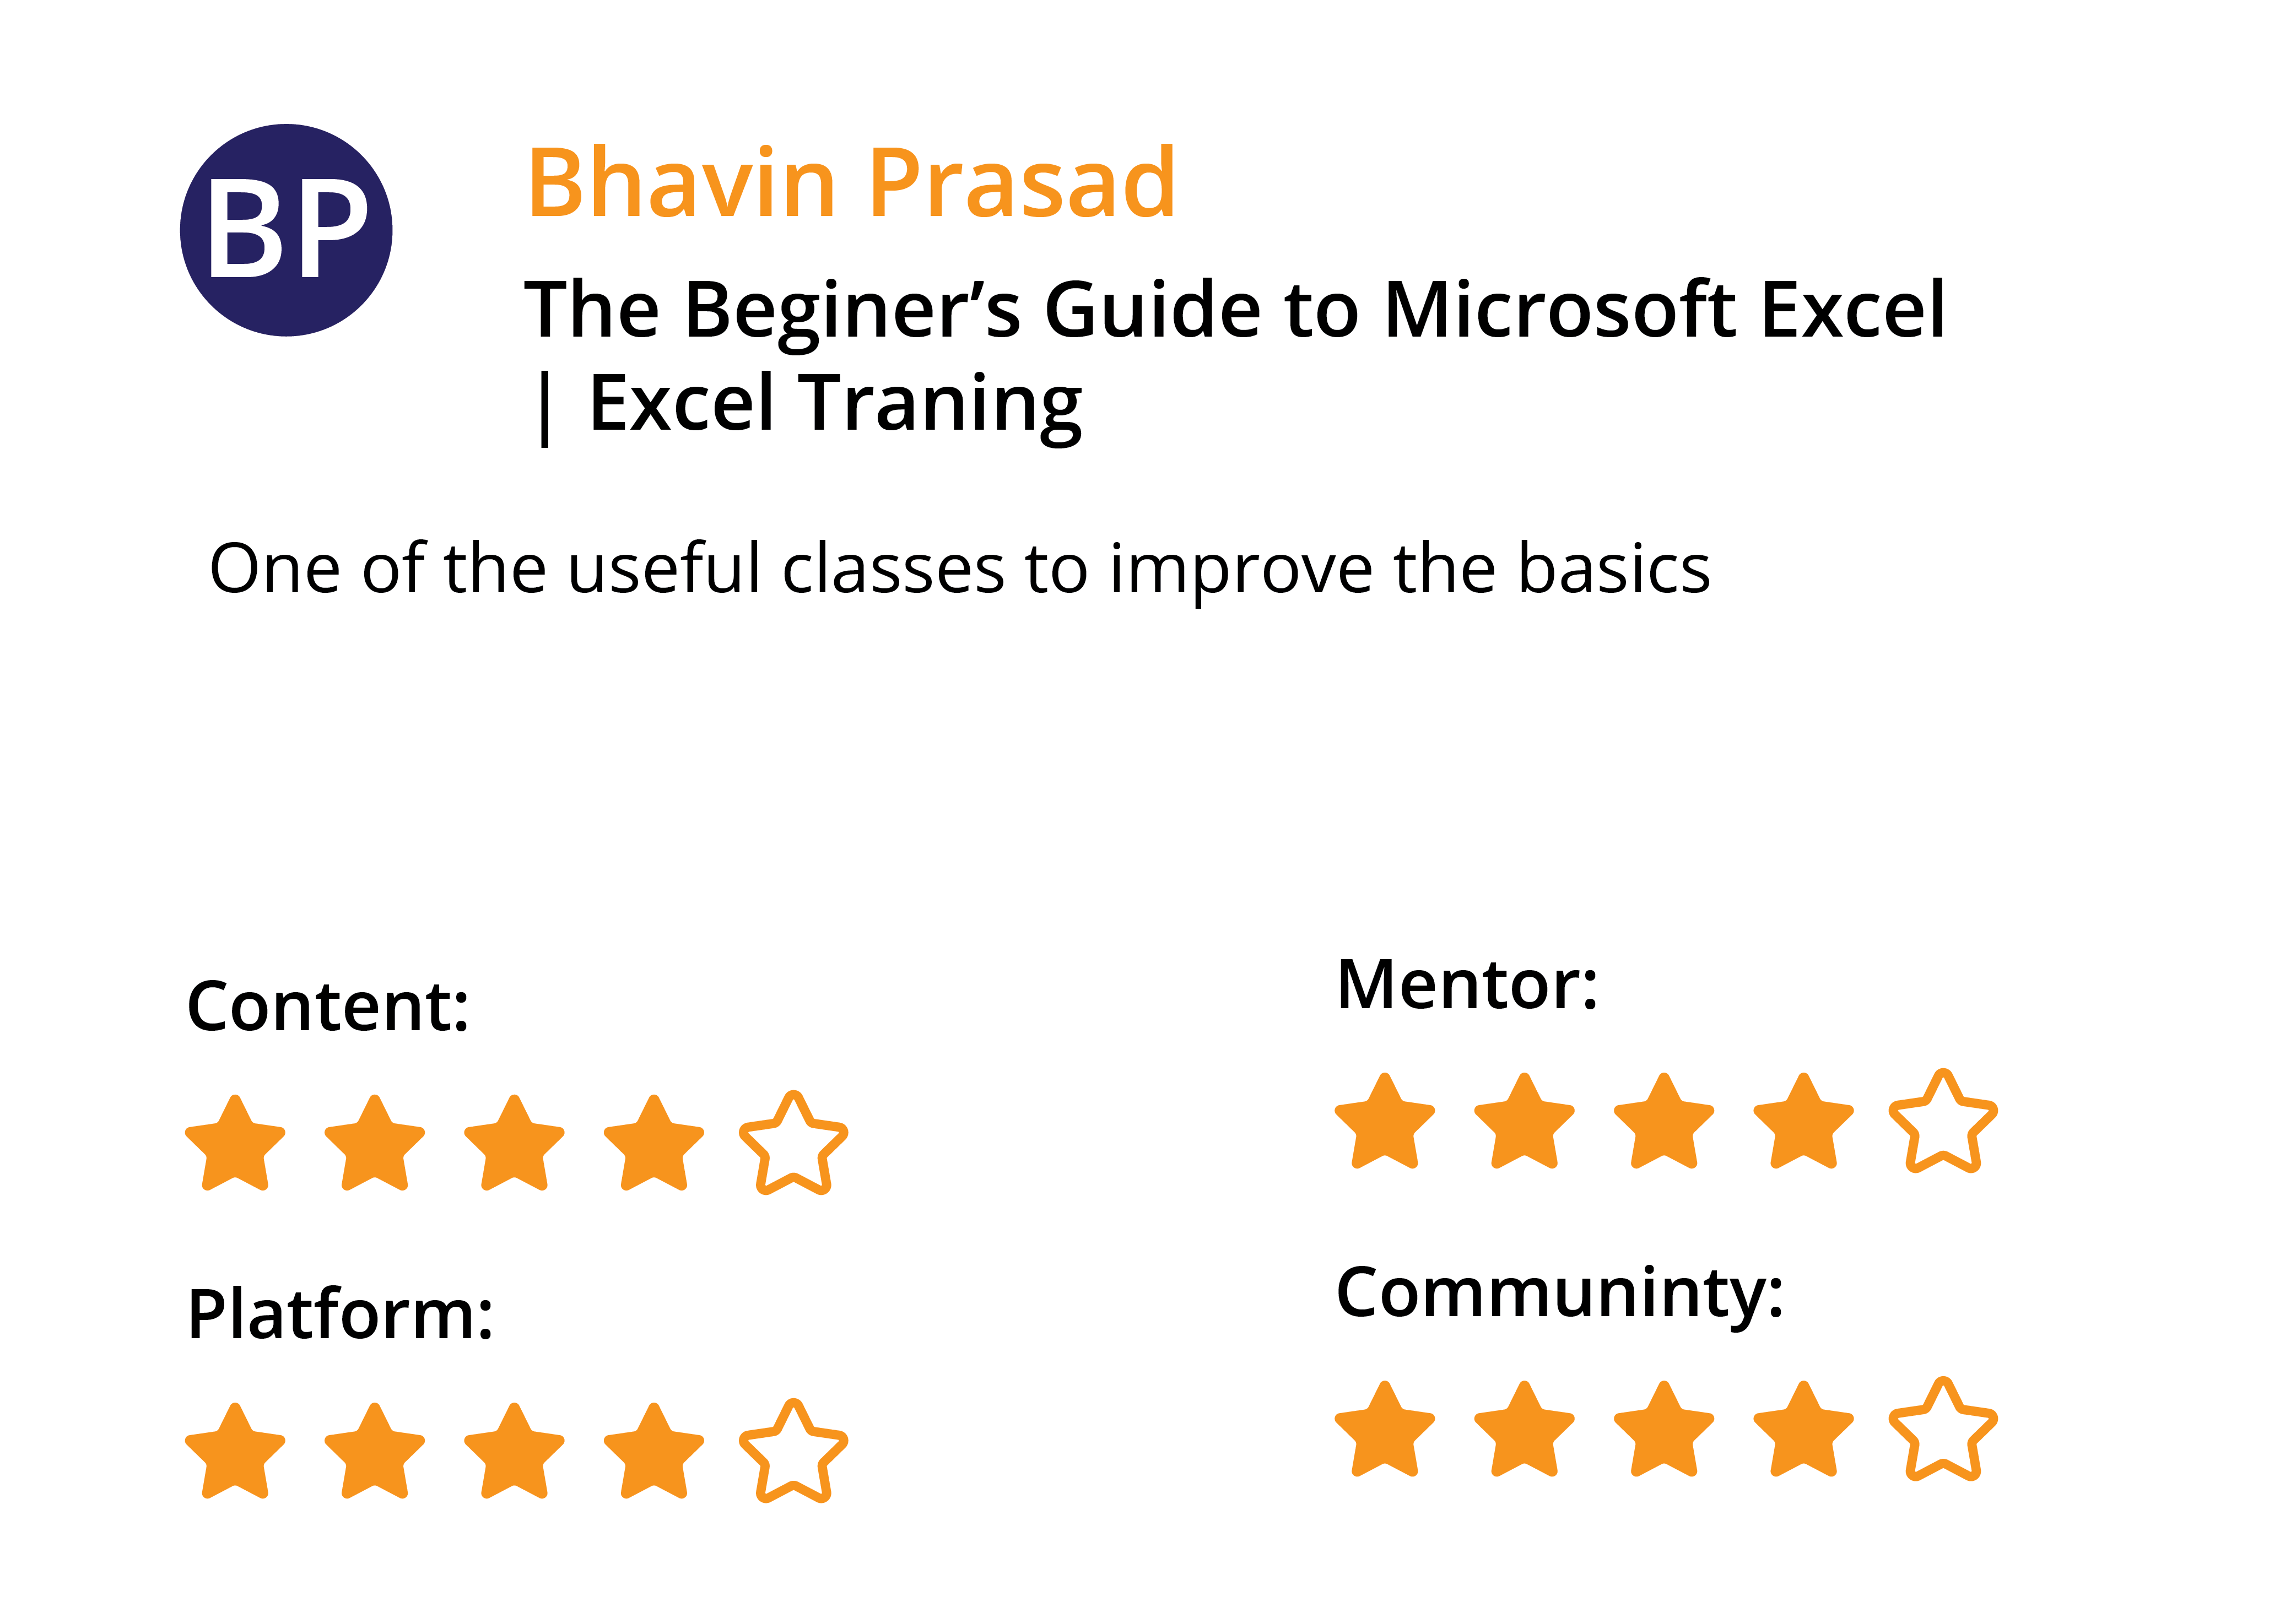 BP
Bhavin Prasad
The Beginer’s Guide to Microsoft Excel
| Excel Traning
One of the useful classes to improve the basics
Content:
Mentor:
Platform:
Communinty: